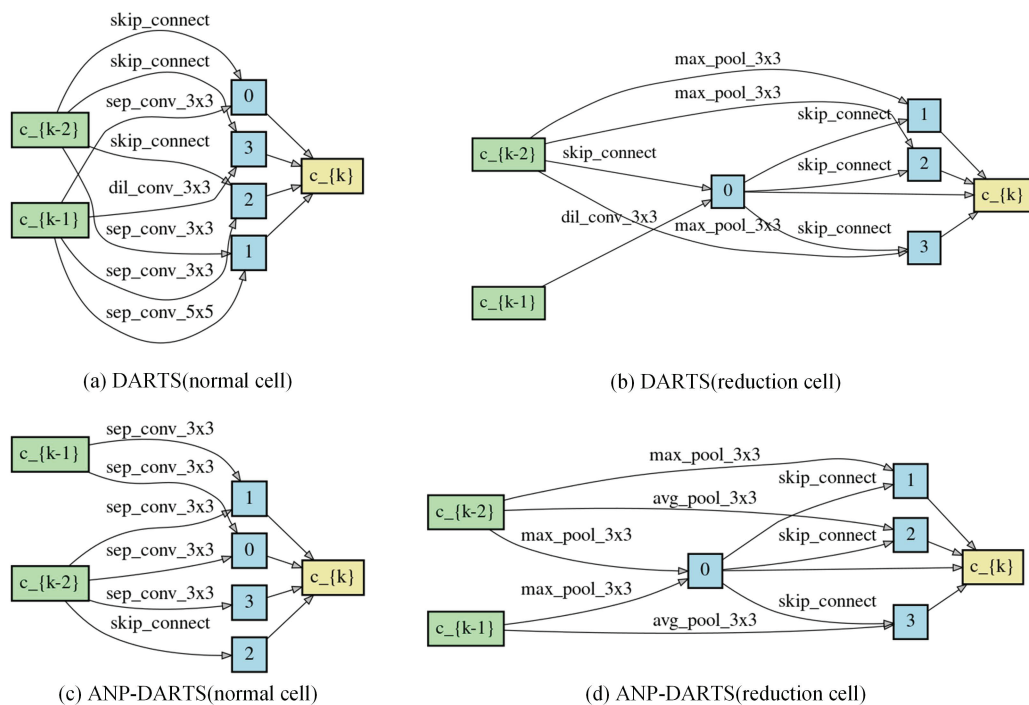 skip_connect
skip_connect
0
sep_conv_3x3
c_{k-2}
skip_connect
3
c_{k}
dil_conv_3x3
2
c_{k-1}
sep_conv_3x3
1
sep_conv_3x3
sep_conv_5x5
(a) DARTS(normal cell)
max_pool_3x3
max_pool_3x3
skip_connect
1
c_{k-2}
skip_connect
skip_connect
2
0
c_{k}
dil_conv_3x3
max_pool_3x3
skip_connect
3
c_{k-1}
(b) DARTS(reduction cell)
sep_conv_3x3
c_{k-1}
sep_conv_3x3
1
sep_conv_3x3
0
sep_conv_3x3
c_{k-2}
c_{k}
sep_conv_3x3
3
skip_connect
2
(c) ANP-DARTS(normal cell)
max_pool_3x3
skip_connect
1
avg_pool_3x3
c_{k-2}
max_pool_3x3
skip_connect
2
0
c_{k}
max_pool_3x3
skip_connect
c_{k-1}
avg_pool_3x3
3
(d) ANP-DARTS(reduction cell)